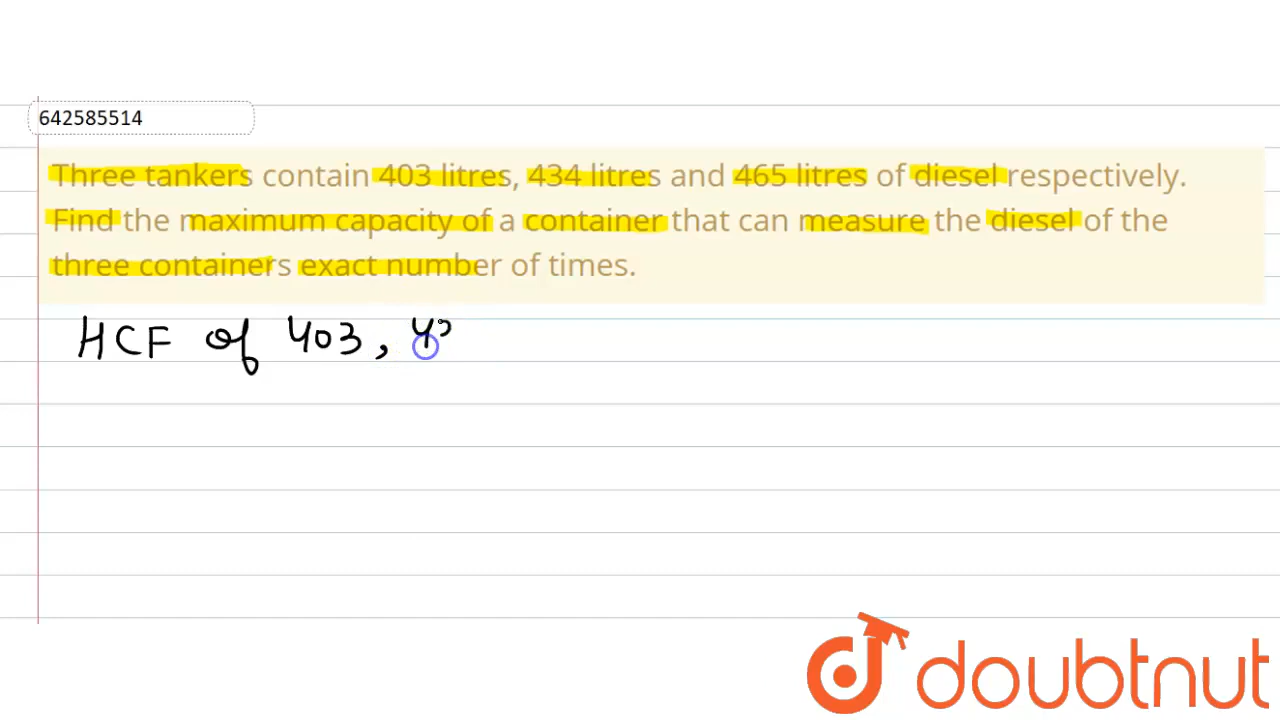 642585514
Three tankers contain 403 litres, 434 litres and 465 litres of diesel respectively.
Find the maximum capacity of a container that can measure the diesel of the
three containers exact number of times.
HCF of 403, 43
doubtnut